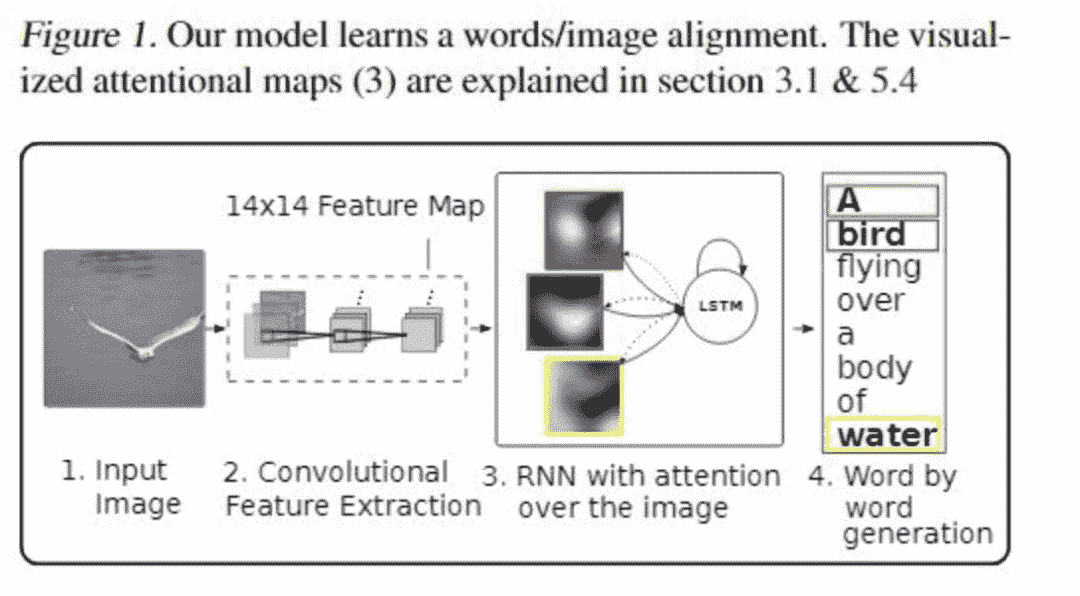 Figure 1. Our model learns a words/image alignment. The visual-
ized attentional maps (3) are explained in section 3.1 & 5.4
14x14 Feature Map
LSTM
A
bird
flying
over
a
body
of
water
1. Input
Image
2. Convolutional
Feature Extraction
3. RNN with attention
over the image
4. Word by
word
generation